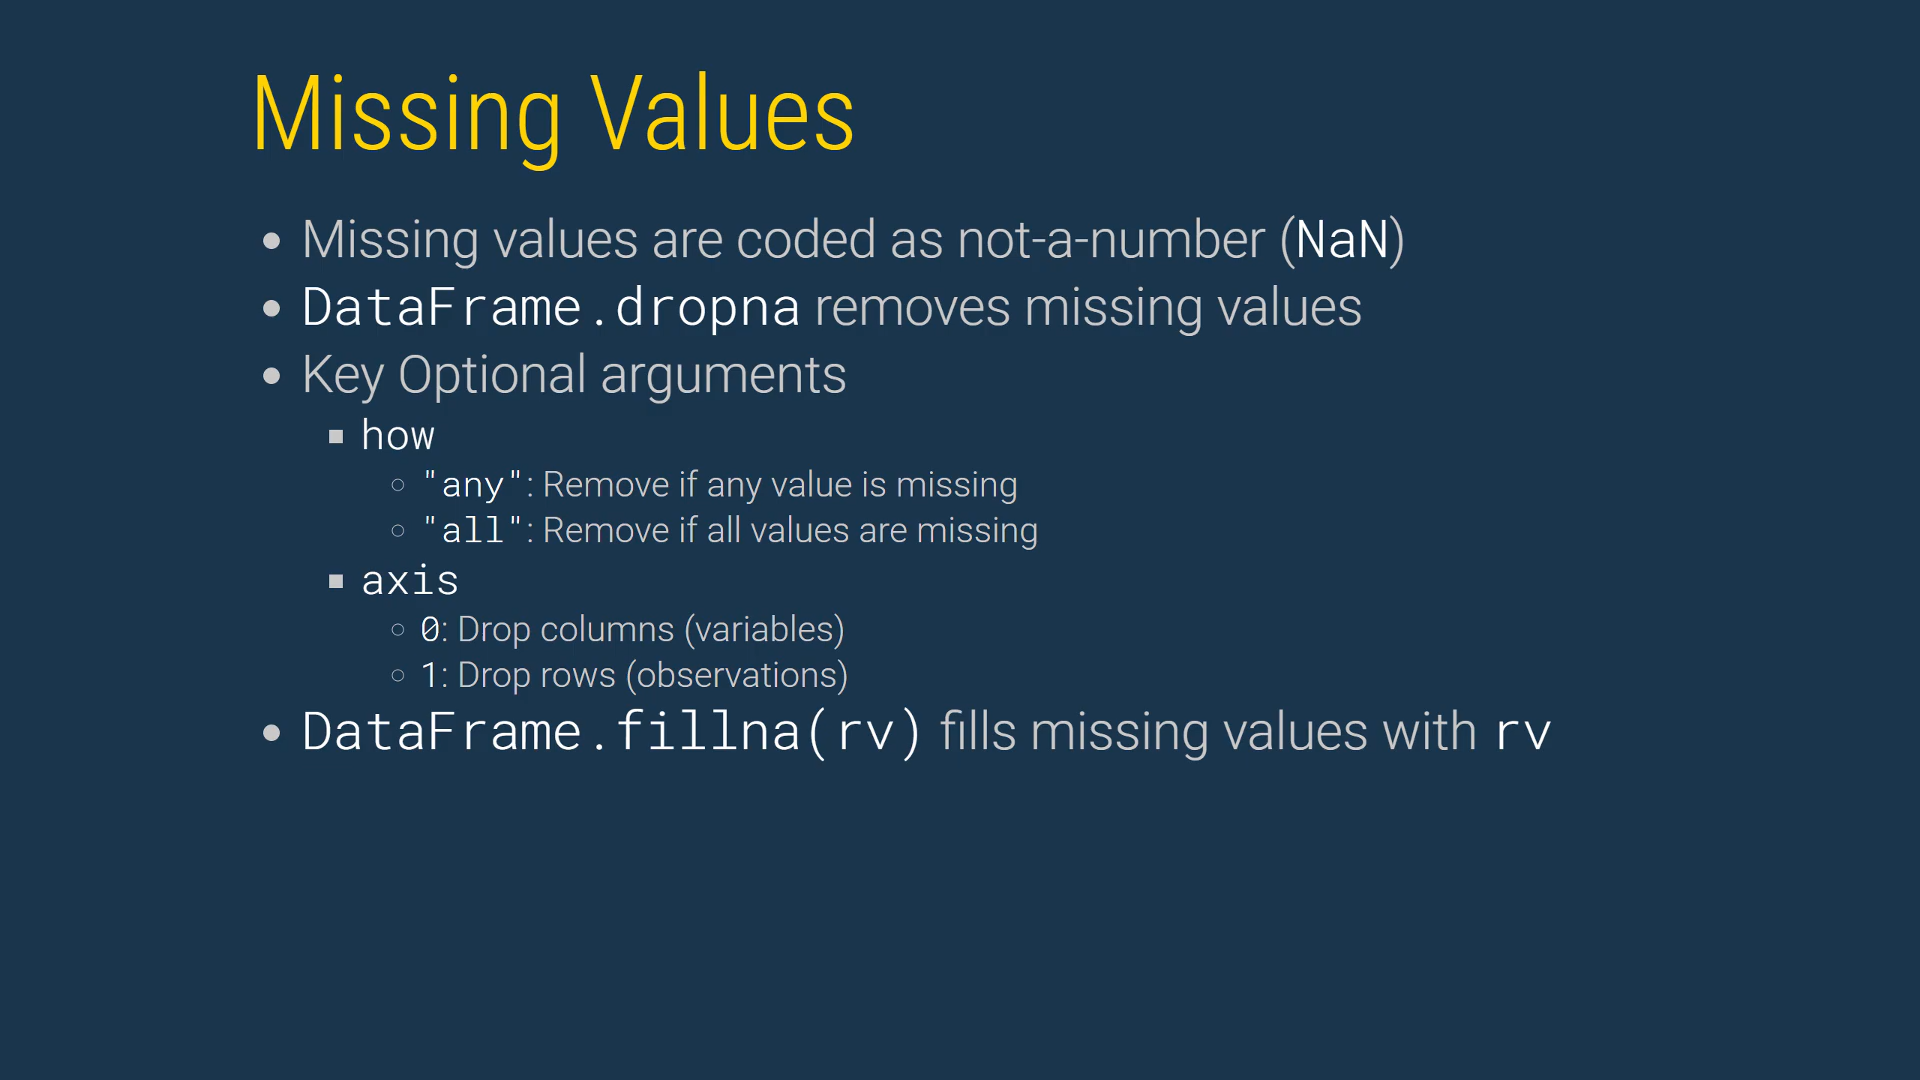 Missing Values
Missing values are coded as not-a-number (NaN)
DataFrame.dropna removes missing values
Key Optional arguments
how
"any": Remove if any value is missing
"all": Remove if all values are missing
axis
0: Drop columns (variables)
1: Drop rows (observations)
DataFrame.fillna(rv) fills missing values with rv